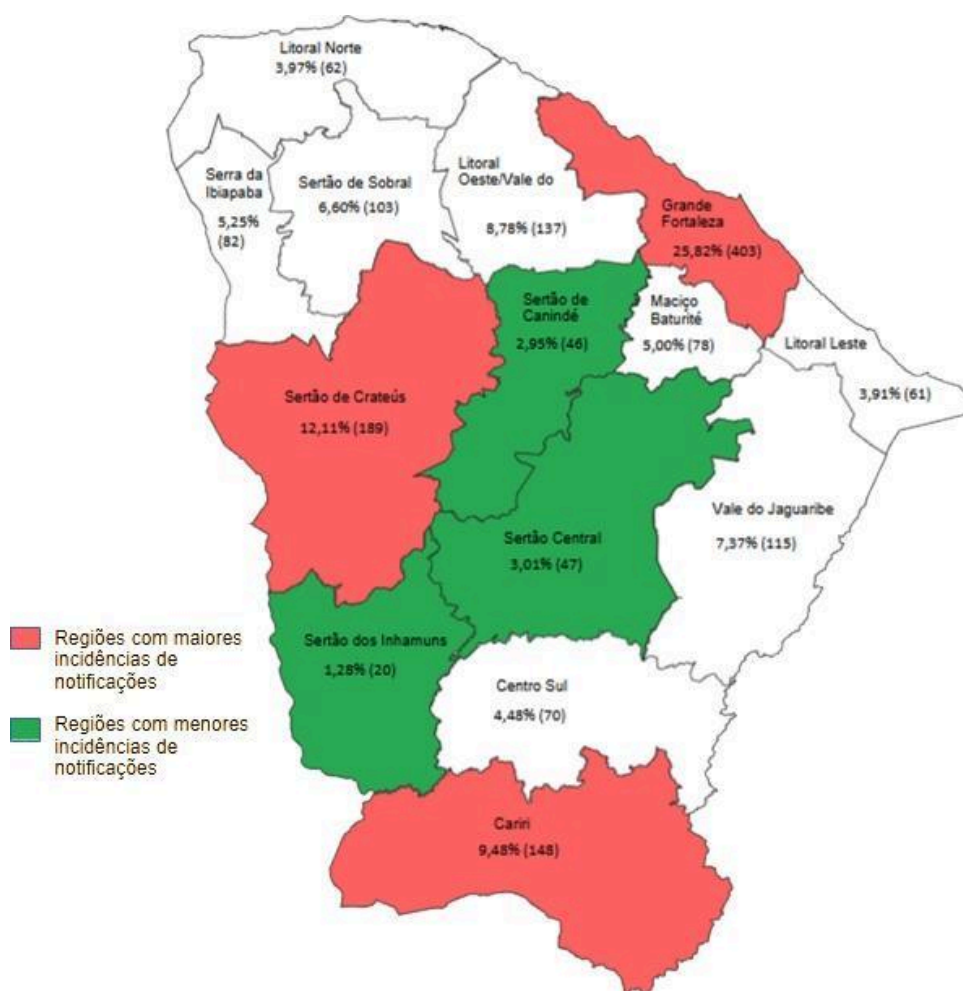 Litoral Norte
3,97% (62)
Serra da
Ibiapaba
5,25%
(82)
Sertão de Sobral
6,60% (103)
Litoral
Oeste/Vale do
8,78% (137)
Grande
Fortaleza
25,82% (403)
Sertão de
Canindé
2,95% (46)
Maciço
Baturité
5,00% (78)
Litoral Leste
3,91% (61)
Sertão de Crateús
12,11% (189)
Vale do Jaguaribe
7,37% (115)
Sertão Central
3,01% (47)
Sertão dos Inhamuns
1,28% (20)
Centro Sul
4,48% (70)
Cariri
9,48% (148)
Regiões com maiores
incidências de
notificações
Regiões com menores
incidências de
notificações